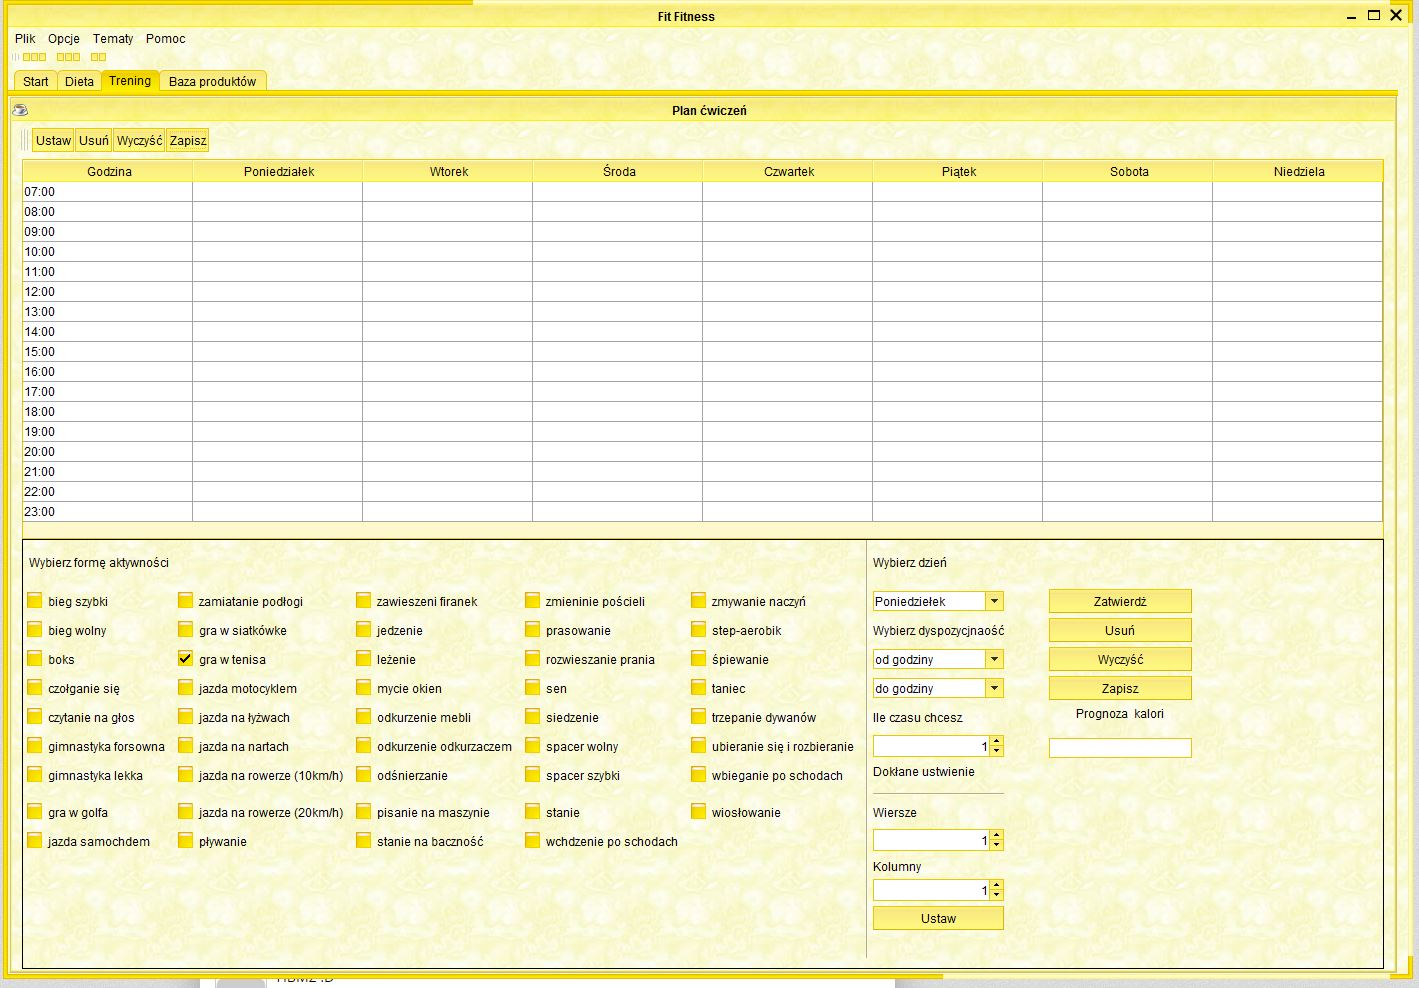 Fit Fitness
Plik Opcje Tematy Pomoc
Start Dieta Trening Baza produktów
Plan ćwiczeń
Ustaw Usuń Wyczyść Zapisz
Godzina Poniedziałek Wtorek Środa Czwartek Piątek Sobota Niedziela
07:00
08:00
09:00
10:00
11:00
12:00
13:00
14:00
15:00
16:00
17:00
18:00
19:00
20:00
21:00
22:00
23:00
Wybierz formę aktywności
bieg szybki zamiatanie podłogi zawieszeni firanek zmieninie pościeli zmywanie naczyń
bieg wolny gra w siatkówke jedzenie prasowanie step-aerobik
boks gra w tenisa leżenie rozwieszanie prania śpiewanie
czołganie się jazda motocyklem mycie okien sen taniec
czytanie na głos jazda na łyżwach odkurzenie mebli siedzenie trzepanie dywanów
gimnastyka forsowna jazda na nartach odkurzenie odkurzaczem spacer wolny ubieranie się i rozbieranie
gimnastyka lekka jazda na rowerze (10km/h) odśnierzanie spacer szybki wbieganie po schodach
gra w golfa jazda na rowerze (20km/h) pisanie na maszynie stanie wiosłowanie
jazda samochdem pływanie stanie na baczność wchdzenie po schodach
Wybierz dzień
Poniedziełek
Wybierz dyspozycjnaość
od godziny
do godziny
Ile czasu chcesz
1
Dokłane ustwienie
Wiersze
1
Kolumny
1
Ustaw
Zatwierdż
Usuń
Wyczyść
Zapisz
Prognoza kalori